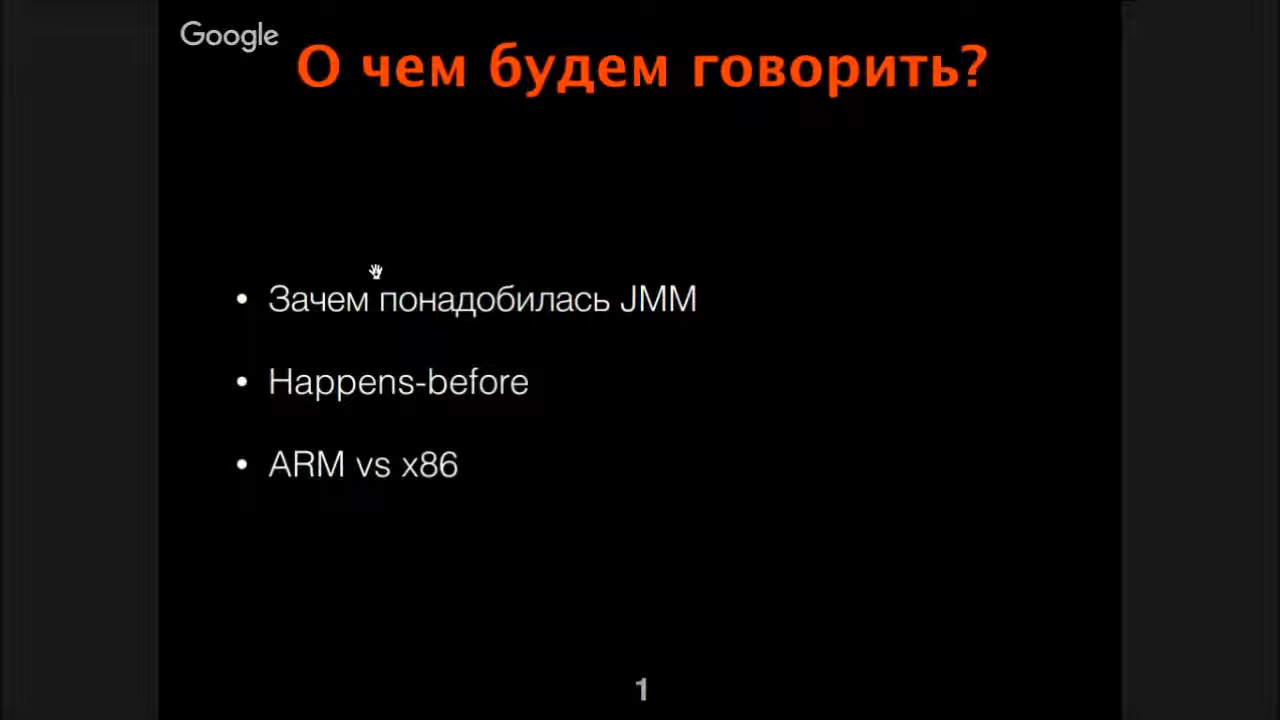 Google
О чем будем говорить?
• Зачем понадобилась JMM
• Happens-before
• ARM vs x86
1